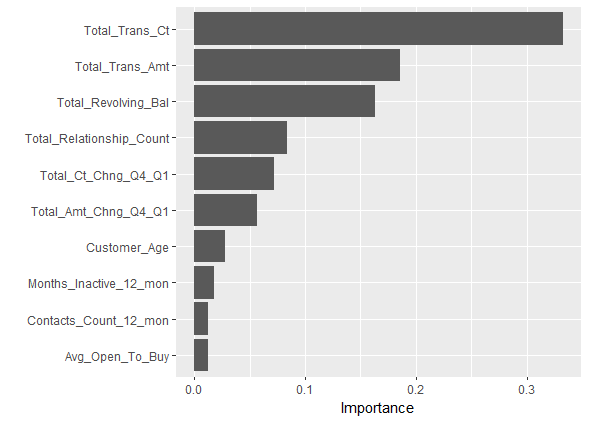 Total_Trans_Ct
Total_Trans_Amt
Total_Revolving_Bal
Total_Relationship_Count
Total_Ct_Chng_Q4_Q1
Total_Amt_Chng_Q4_Q1
Customer_Age
Months_Inactive_12_mon
Contacts_Count_12_mon
Avg_Open_To_Buy
0.0 0.1 0.2 0.3
Importance